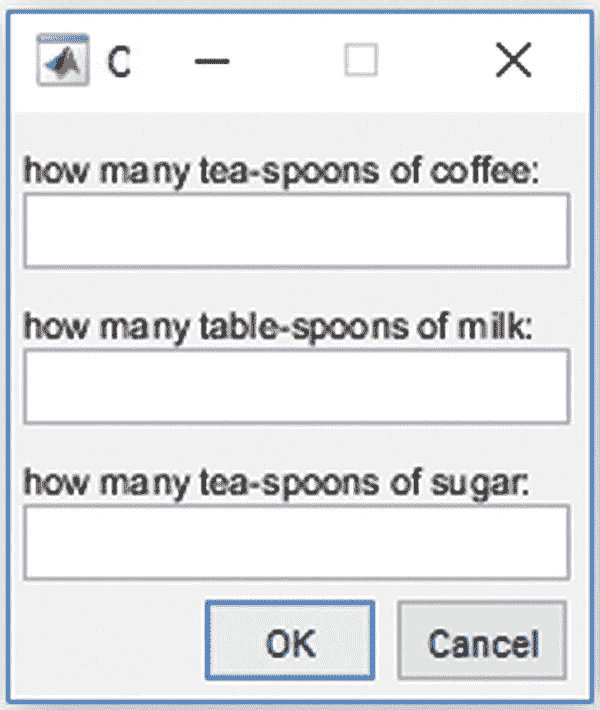 C
how many tea-spoons of coffee:
how many table-spoons of milk:
how many tea-spoons of sugar:
OK Cancel